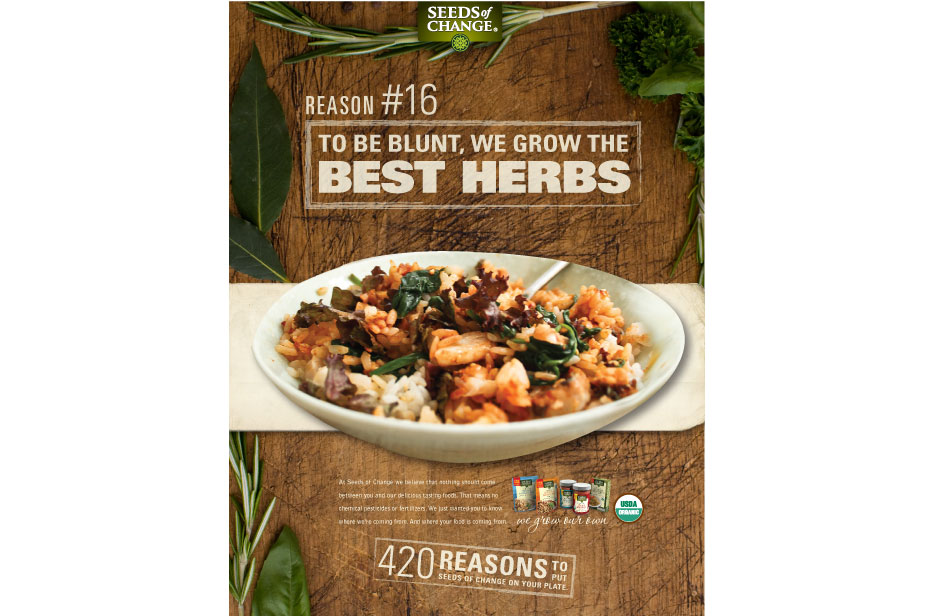 SEEDS of
CHANGE®
REASON #16
TO BE BLUNT, WE GROW THE
BEST HERBS
At Seeds of Change we believe that nothing should come
between you and our delicious tasting foods. That means no
chemical pesticides or fertilizers. We just wanted you to know
where we're coming from. And where your food is coming from.
we grow our own
USDA
ORGANIC
420 REASONS TO PUT
SEEDS OF CHANGE ON YOUR PLATE.